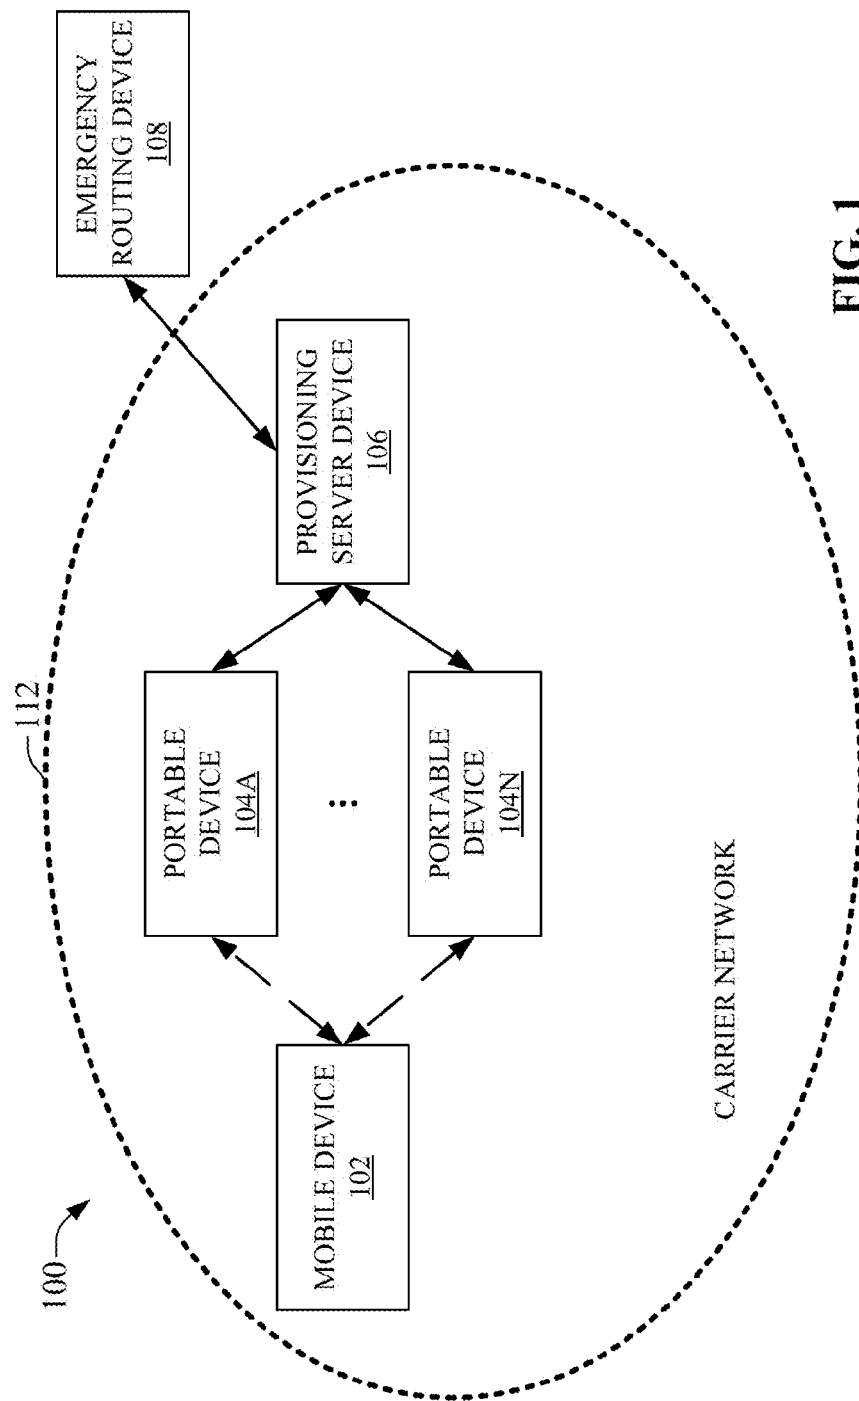 100
112
MOBILE DEVICE
102
PORTABLE
DEVICE
104A
...
PORTABLE
DEVICE
104N
PROVISIONING
SERVER DEVICE
106
EMERGENCY
ROUTING DEVICE
108
CARRIER NETWORK
FIG. 1